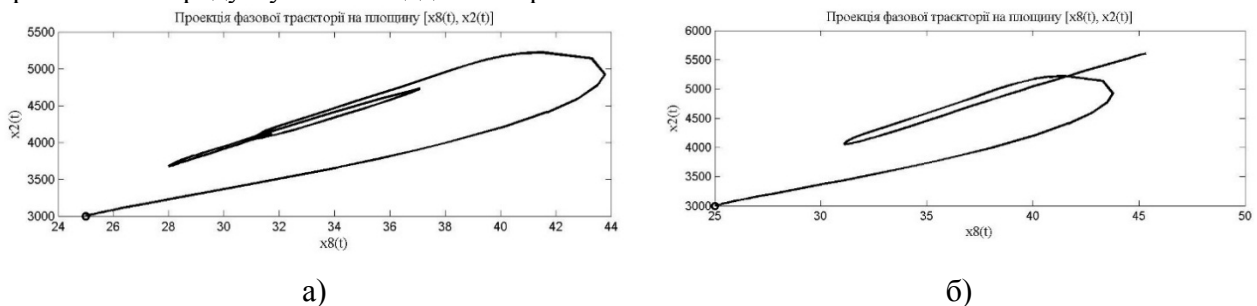 Проекція фазової траєкторії на площину [x8(t), x2(t)]
5500
5000
4500
4000
3500
3000
x2(t)
24 26 28 30 32 34 36 38 40 42 44
x8(t)
а)
Проекція фазової траєкторії на площину [x8(t), x2(t)]
6000
5500
5000
4500
4000
3500
3000
x2(t)
25 30 35 40 45 50
x8(t)
б)